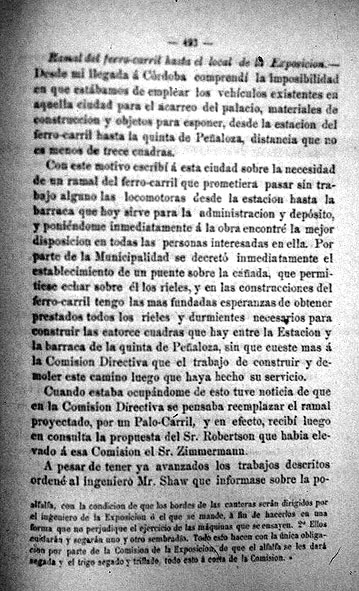 — 493 —
Ramal del ferro-carril hasta el local de la Exposicion.—
Desde mi llegada á Córdoba comprendí la imposibilidad
en que estábamos de emplear los vehículos existentes en
aquella ciudad para el acarreo del palacio, materiales de
construccion y objetos para esponer, desde la estacion del
ferro-carril hasta la quinta de Peñaloza, distancia que no
es menos de trece cuadras.
Con este motivo escribí á esta ciudad sobre la necesidad
de un ramal del ferro-carril que prometiera pasar sin tra-
bajo alguno las locomotoras desde la estacion hasta la
barraca que hoy sirve para la administracion y depósito,
y poniéndome inmediatamente á la obra encontré la mejor
disposicion en todas las personas interesadas en ella. Por
parte de la Municipalidad se decretó inmediatamente el
establecimiento de un puente sobre la cañada, que permi-
tiese echar sobre él los rieles, y en las construcciones del
ferro-carril tengo las mas fundadas esperanzas de obtener
prestados todos los rieles y durmientes necesarios para
construir las catorce cuadras que hay entre la Estacion y
la barraca de la quinta de Peñaloza, sin que cueste mas á
la Comision Directiva que el trabajo de construir y de-
moler este camino luego que haya hecho su servicio.
Cuando estaba ocupándome de esto tuve noticia de que
en la Comision Directiva se pensaba reemplazar el ramal
proyectado, por un Palo-Cárril, y en efecto, recibí luego
en consulta la propuesta del Sr. Robertson que habia ele-
vado á esa Comision el Sr. Zimmermann.
A pesar de tener ya avanzados los trabajos descritos
ordené al ingenieró Mr. Shaw que informase sobre la po-
alfalfa, con la condicion de que los bordes de las canteras serán dirigidos por
el ingeniero de la Exposicion ó el que se mande, á fin de hacerlos en una
forma que no perjudique el ejercicio de las máquinas que se ensayen. 2ª Ellos
cuidarán y segarán uno y otro sembrados. Todo esto hacen con la única obliga-
cion por parte de la Comision de la Exposicion, de que el alfalfa se les dará
segada y el trigo segado y trillado, todo esto á costa de la Comision. »